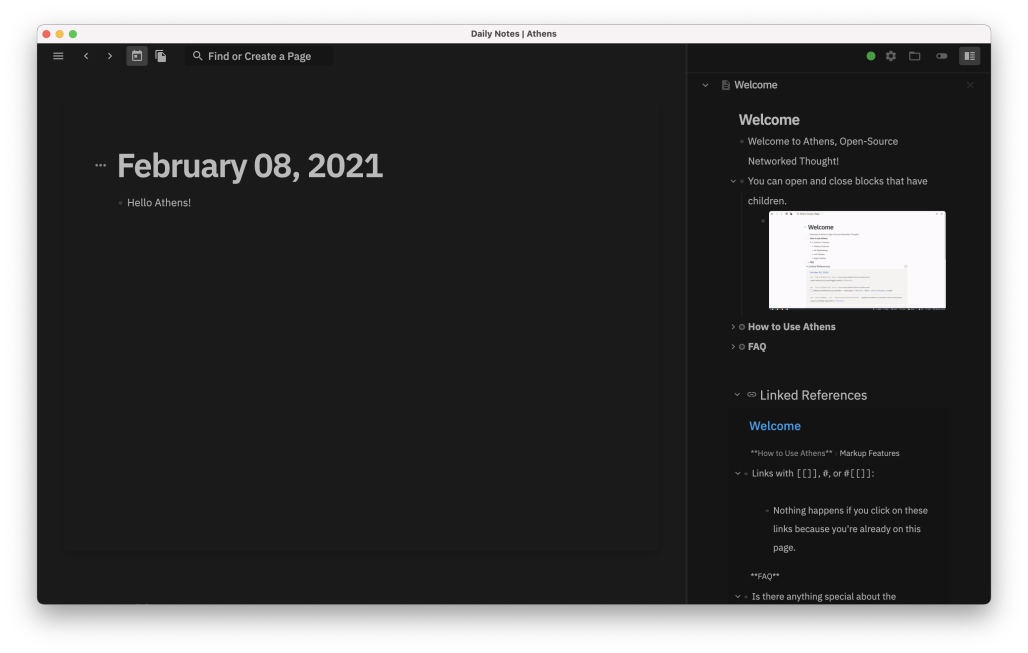 Daily Notes | Athens
Find or Create a Page
February 08, 2021
Hello Athens!
Welcome
Welcome
Welcome to Athens, Open-Source
Networked Thought!
You can open and close blocks that have
children.
Welcome
How to Use Athens
FAQ
Linked References
Welcome
**How to Use Athens** › Markup Features
Links with [[]], #, or #[[]]:
Nothing happens if you click on these
links because you're already on this
page.
**FAQ**
Is there anything special about the